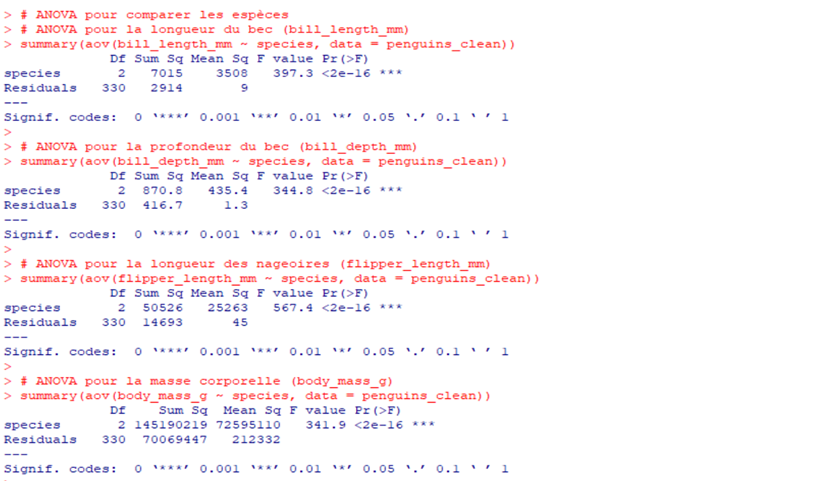 > # ANOVA pour comparer les espèces
> # ANOVA pour la longueur du bec (bill_length_mm)
> summary(aov(bill_length_mm ~ species, data = penguins_clean))
             Df Sum Sq Mean Sq F value Pr(>F)
species       2   7015    3508   397.3 <2e-16 ***
Residuals   330   2914       9
---
Signif. codes:  0 ‘***’ 0.001 ‘**’ 0.01 ‘*’ 0.05 ‘.’ 0.1 ‘ ’ 1
>
> # ANOVA pour la profondeur du bec (bill_depth_mm)
> summary(aov(bill_depth_mm ~ species, data = penguins_clean))
             Df Sum Sq Mean Sq F value Pr(>F)
species       2  870.8   435.4   344.8 <2e-16 ***
Residuals   330  416.7     1.3
---
Signif. codes:  0 ‘***’ 0.001 ‘**’ 0.01 ‘*’ 0.05 ‘.’ 0.1 ‘ ’ 1
>
> # ANOVA pour la longueur des nageoires (flipper_length_mm)
> summary(aov(flipper_length_mm ~ species, data = penguins_clean))
             Df Sum Sq Mean Sq F value Pr(>F)
species       2  50526   25263   567.4 <2e-16 ***
Residuals   330  14693      45
---
Signif. codes:  0 ‘***’ 0.001 ‘**’ 0.01 ‘*’ 0.05 ‘.’ 0.1 ‘ ’ 1
>
> # ANOVA pour la masse corporelle (body_mass_g)
> summary(aov(body_mass_g ~ species, data = penguins_clean))
             Df    Sum Sq  Mean Sq F value Pr(>F)
species       2 145190219 72595110   341.9 <2e-16 ***
Residuals   330  70069447   212332
---
Signif. codes:  0 ‘***’ 0.001 ‘**’ 0.01 ‘*’ 0.05 ‘.’ 0.1 ‘ ’ 1